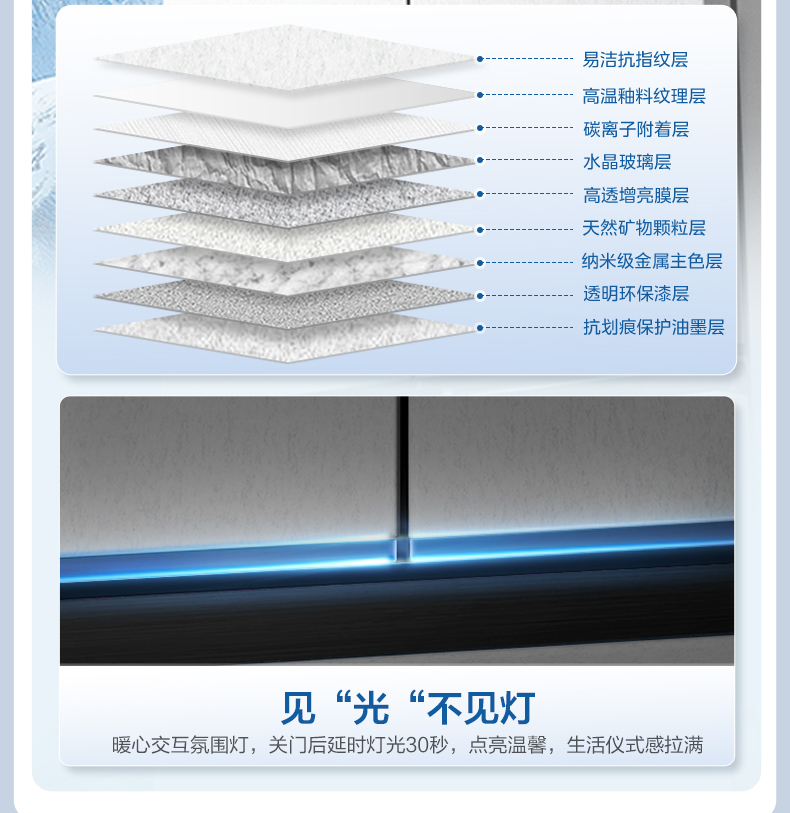 易洁抗指纹层
高温釉料纹理层
碳离子附着层
水晶玻璃层
高透增亮膜层
天然矿物颗粒层
纳米级金属主色层
透明环保漆层
抗划痕保护油墨层
见“光“不见灯
暖心交互氛围灯，关门后延时灯光30秒，点亮温馨，生活仪式感拉满